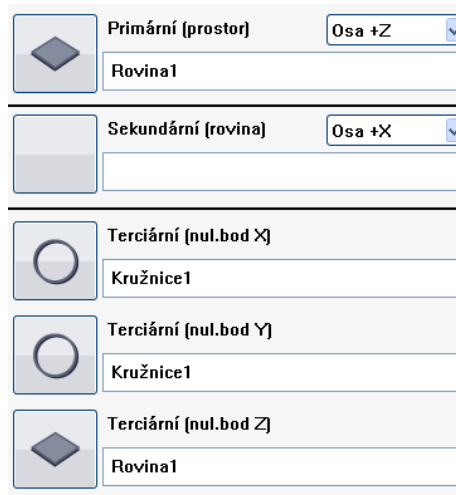 Primární (prostor) Osa +Z
Rovina1
Sekundární (rovina) Osa +X
Terciární (nul.bod X)
Kružnice1
Terciární (nul.bod Y)
Kružnice1
Terciární (nul.bod Z)
Rovina1